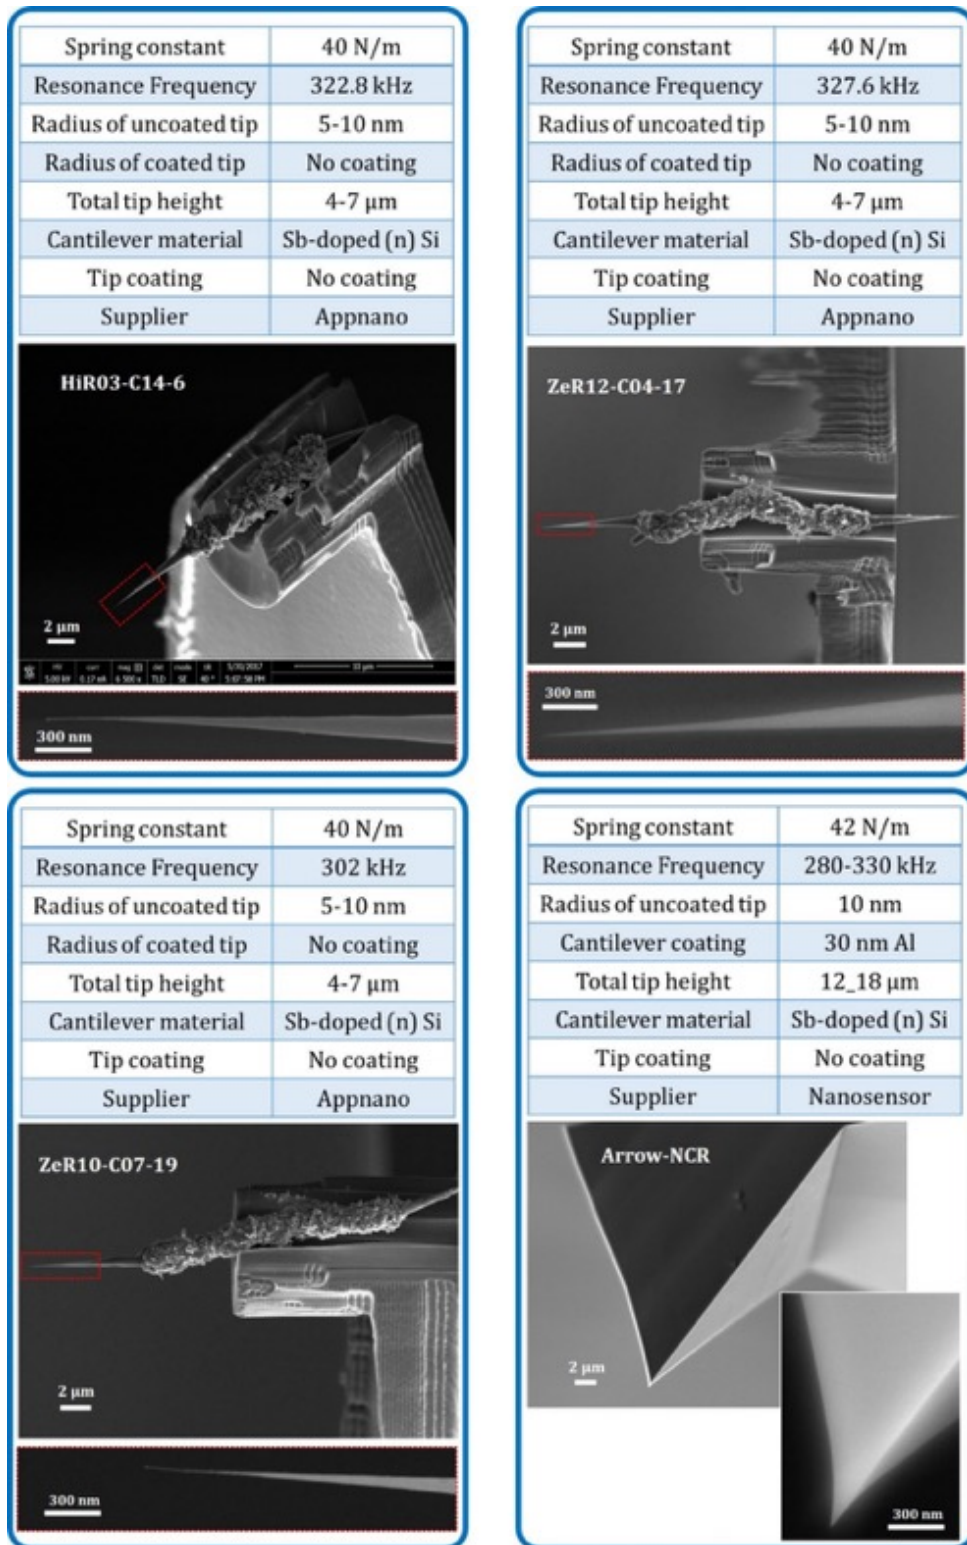 Spring constant 40 N/m
Resonance Frequency 322.8 kHz
Radius of uncoated tip 5-10 nm
Radius of coated tip No coating
Total tip height 4-7 µm
Cantilever material Sb-doped (n) Si
Tip coating No coating
Supplier Appnano
HiR03-C14-6
2 µm
300 nm
Spring constant 40 N/m
Resonance Frequency 327.6 kHz
Radius of uncoated tip 5-10 nm
Radius of coated tip No coating
Total tip height 4-7 µm
Cantilever material Sb-doped (n) Si
Tip coating No coating
Supplier Appnano
ZeR12-C04-17
2 µm
300 nm
Spring constant 40 N/m
Resonance Frequency 302 kHz
Radius of uncoated tip 5-10 nm
Radius of coated tip No coating
Total tip height 4-7 µm
Cantilever material Sb-doped (n) Si
Tip coating No coating
Supplier Appnano
ZeR10-C07-19
2 µm
300 nm
Spring constant 42 N/m
Resonance Frequency 280-330 kHz
Radius of uncoated tip 10 nm
Cantilever coating 30 nm Al
Total tip height 12_18 µm
Cantilever material Sb-doped (n) Si
Tip coating No coating
Supplier Nanosensor
Arrow-NCR
2 µm
300 nm